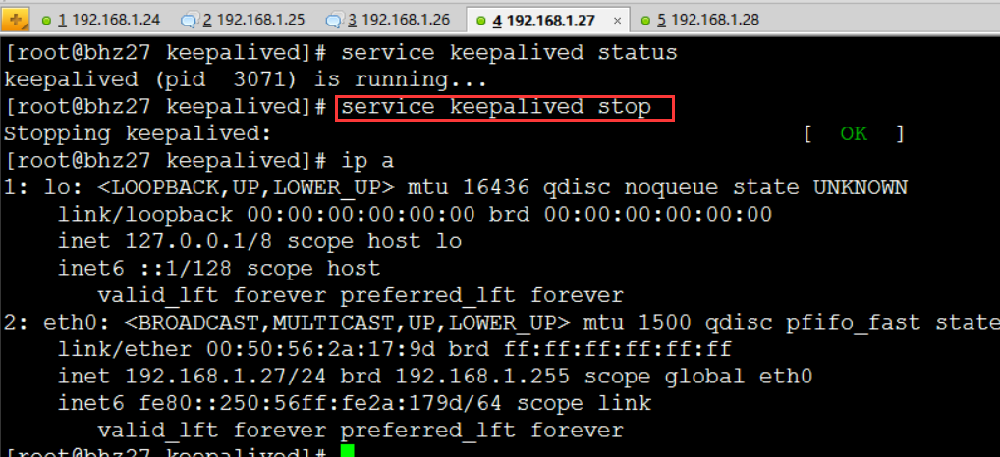 1 192.168.1.24 2 192.168.1.25 3 192.168.1.26 4 192.168.1.27 × 5 192.168.1.28
[root@bhz27 keepalived]# service keepalived status
keepalived (pid  3071) is running...
[root@bhz27 keepalived]# service keepalived stop
Stopping keepalived:                                       [  OK  ]
[root@bhz27 keepalived]# ip a
1: lo: <LOOPBACK,UP,LOWER_UP> mtu 16436 qdisc noqueue state UNKNOWN
    link/loopback 00:00:00:00:00:00 brd 00:00:00:00:00:00
    inet 127.0.0.1/8 scope host lo
    inet6 ::1/128 scope host
       valid_lft forever preferred_lft forever
2: eth0: <BROADCAST,MULTICAST,UP,LOWER_UP> mtu 1500 qdisc pfifo_fast state
    link/ether 00:50:56:2a:17:9d brd ff:ff:ff:ff:ff:ff
    inet 192.168.1.27/24 brd 192.168.1.255 scope global eth0
    inet6 fe80::250:56ff:fe2a:179d/64 scope link
       valid_lft forever preferred_lft forever
[root@bhz27 keepalived]#